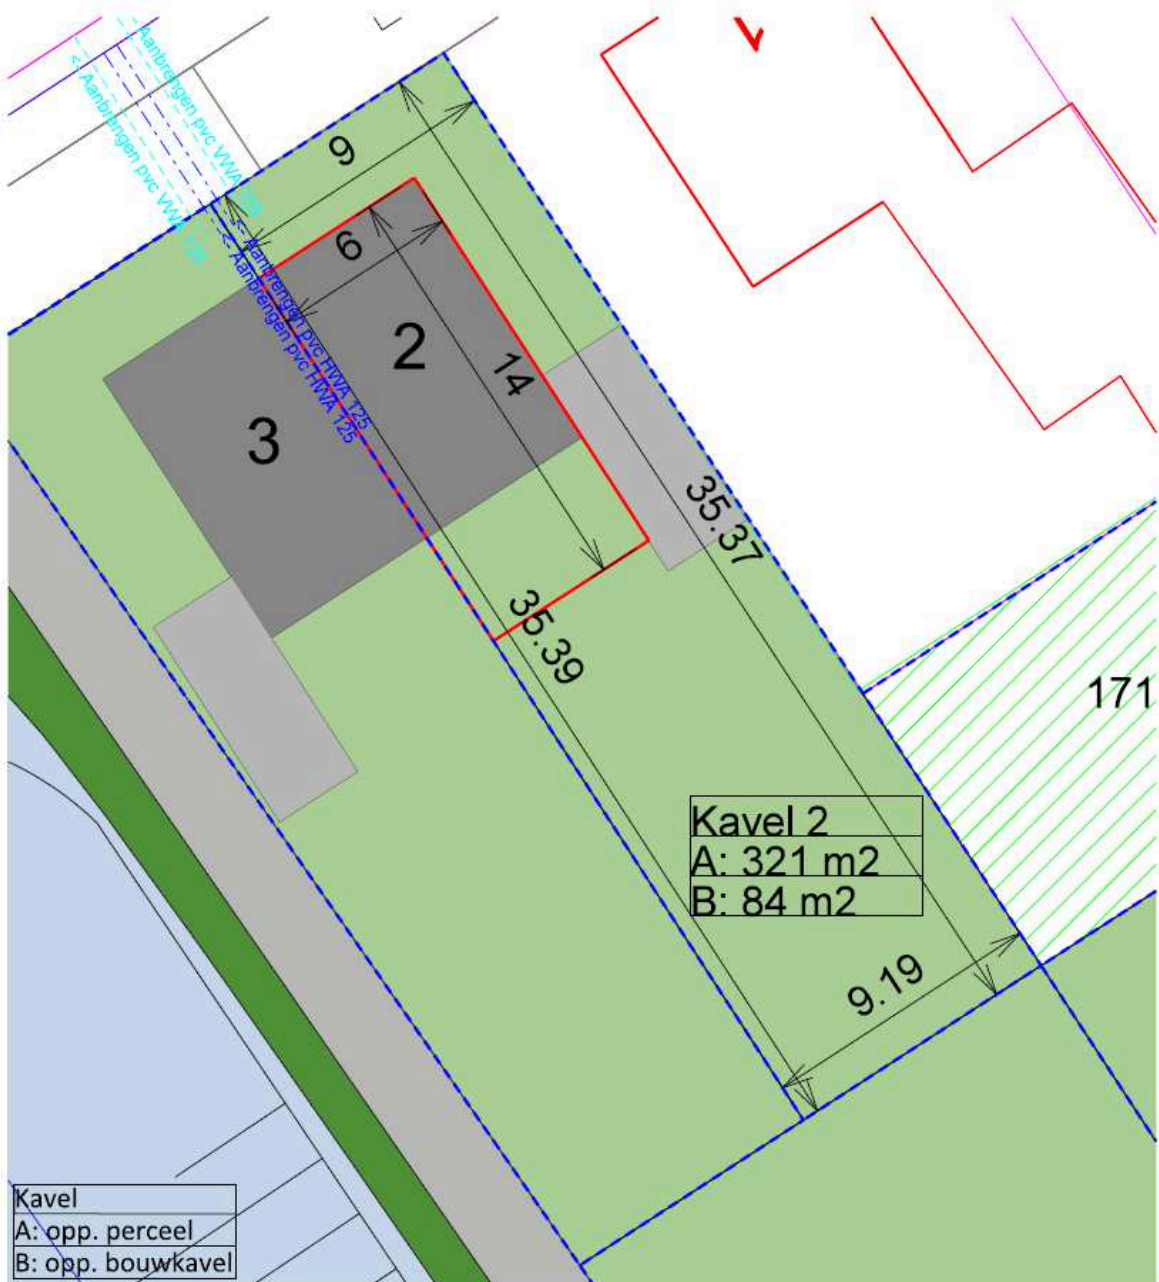 Aanbrengen pvc VWA
<- Aanbrengen pvc VWA
<- Aanbrengen pvc HWA 125
<- Aanbrengen pvc HWA 125
9
6
2
14
3
35.37
35.39
171
Kavel 2
A: 321 m2
B: 84 m2
9.19
Kavel
A: opp. perceel
B: opp. bouwkavel